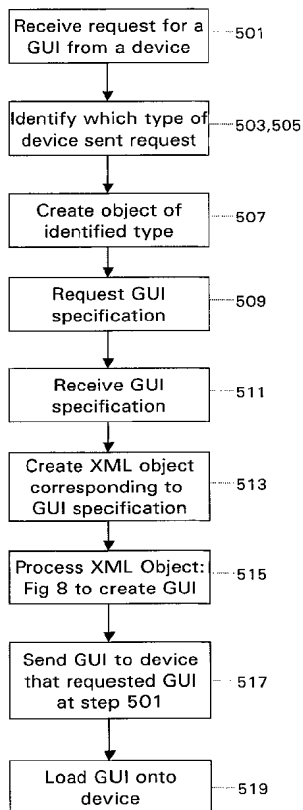 Receive request for a
GUI from a device
501
Identify which type of
device sent request
503,505
Create object of
identified type
507
Request GUI
specification
509
Receive GUI
specification
511
Create XML object
corresponding to
GUI specification
513
Process XML Object:
Fig 8 to create GUI
515
Send GUI to device
that requested GUI
at step 501
517
Load GUI onto
device
519